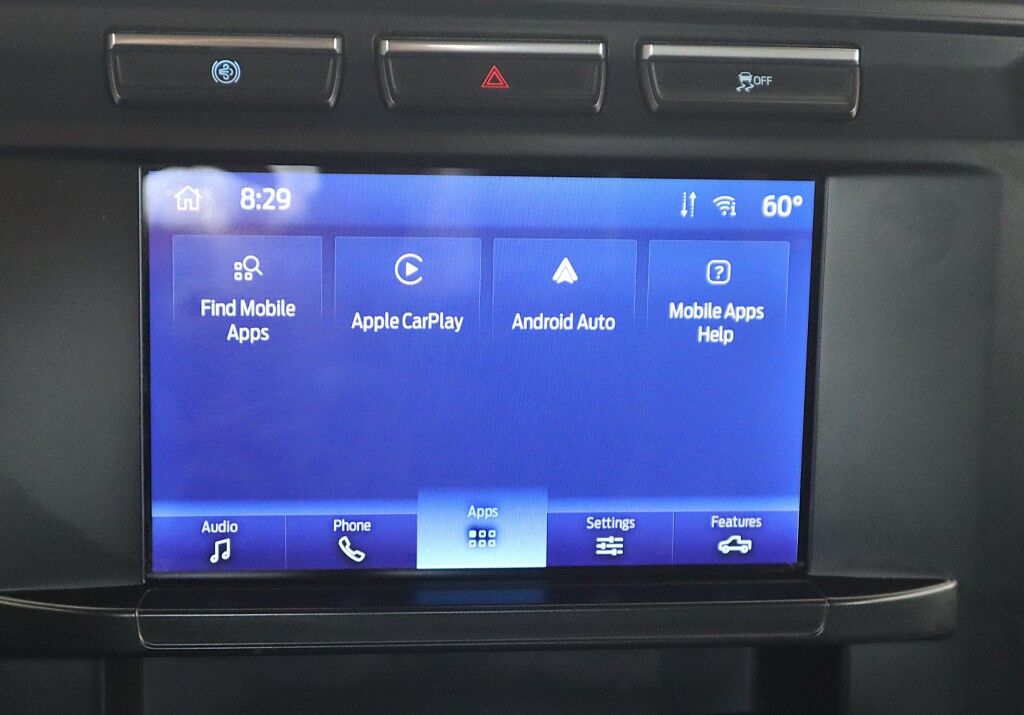 OFF
8:29
60°
Find Mobile
Apps
Apple CarPlay
Android Auto
Mobile Apps
Help
Audio
Phone
Apps
Settings
Features